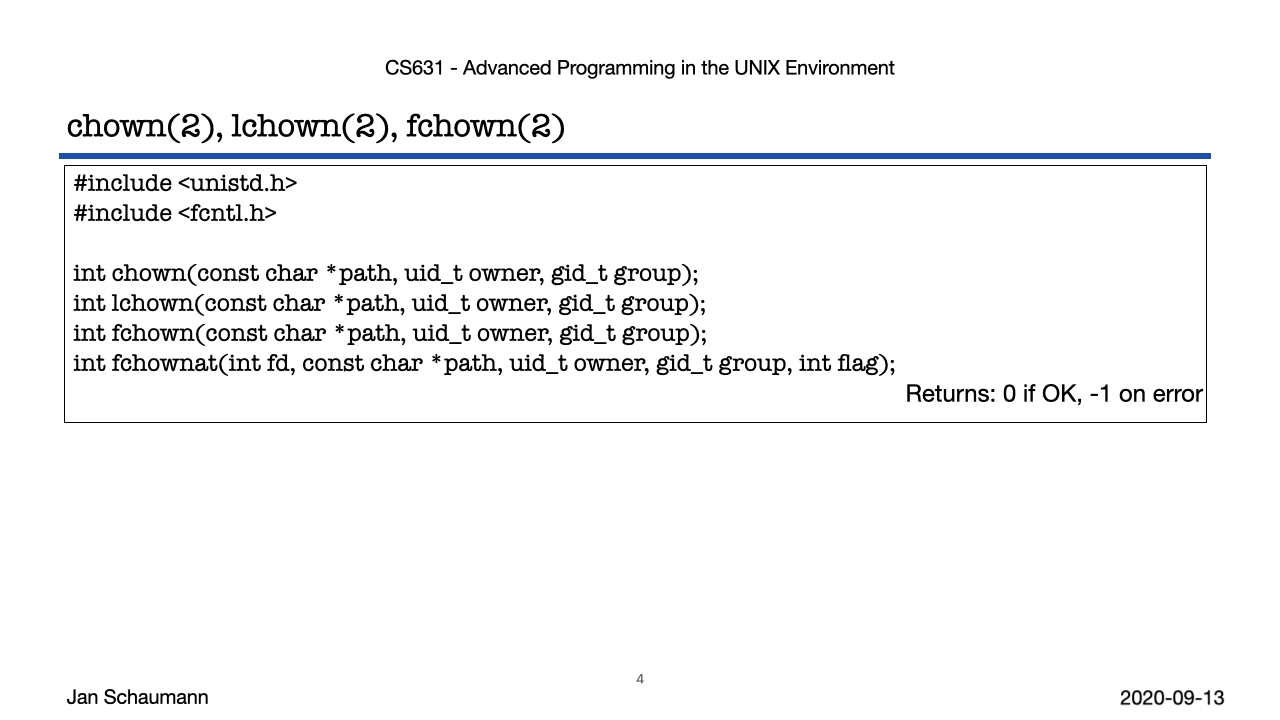 CS631 - Advanced Programming in the UNIX Environment
chown(2), lchown(2), fchown(2)
#include <unistd.h>
#include <fcntl.h>
int chown(const char *path, uid_t owner, gid_t group);
int lchown(const char *path, uid_t owner, gid_t group);
int fchown(const char *path, uid_t owner, gid_t group);
int fchownat(int fd, const char *path, uid_t owner, gid_t group, int flag);
Returns: 0 if OK, -1 on error
4
Jan Schaumann
2020-09-13